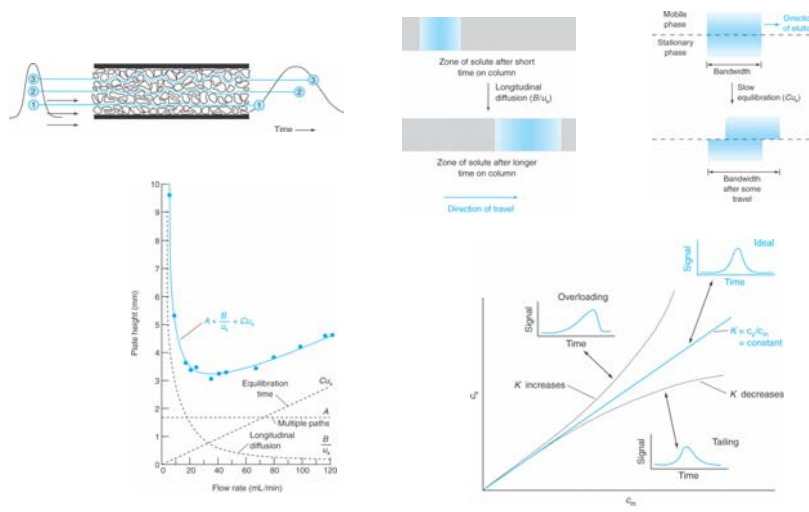 ③
②
①
③
②
①
Time
Zone of solute after short
time on column
Longitudinal
diffusion (B/uₓ)
Zone of solute after longer
time on column
Direction of travel
Mobile
phase
Stationary
phase
Direction
of elution
Bandwidth
Slow
equilibration (Cuₓ)
Bandwidth
after some
travel
10
9
8
7
6
5
4
3
2
1
0
Plate height (mm)
A + B/uₓ + Cuₓ
Equilibration
time
Cuₓ
A
Multiple paths
Longitudinal
diffusion
B/uₓ
0 20 40 60 80 100 120
Flow rate (mL/min)
Ideal
Signal
Time
Overloading
Signal
Time
K = cₛ/cₘ
= constant
K increases
K decreases
Tailing
Signal
Time
cₛ
cₘ